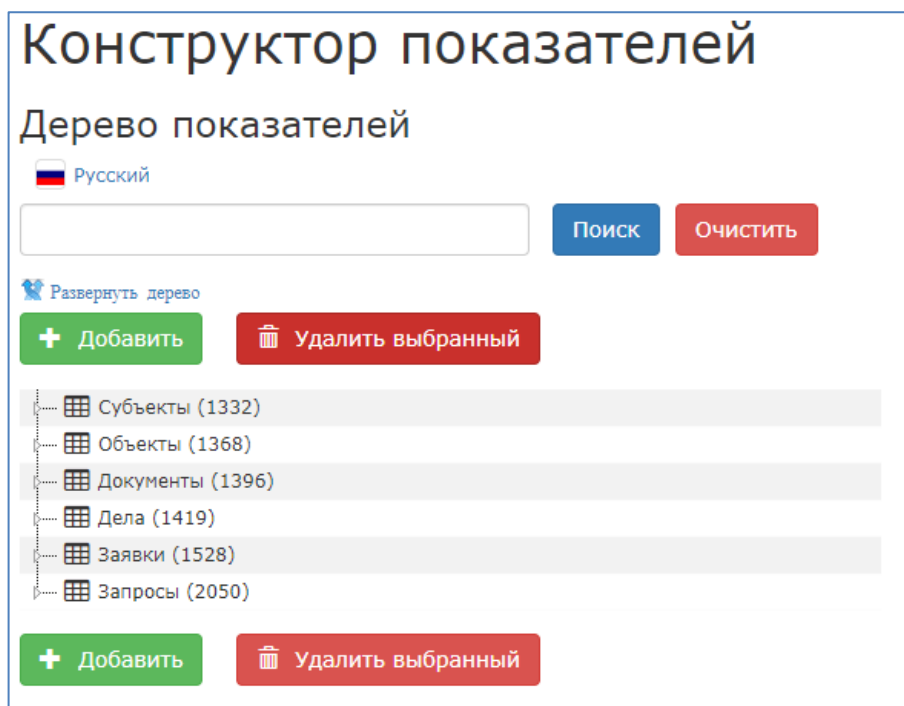 Конструктор показателей
Дерево показателей
Русский
Поиск Очистить
Развернуть дерево
Добавить Удалить выбранный
Субъекты (1332)
Объекты (1368)
Документы (1396)
Дела (1419)
Заявки (1528)
Запросы (2050)
Добавить Удалить выбранный